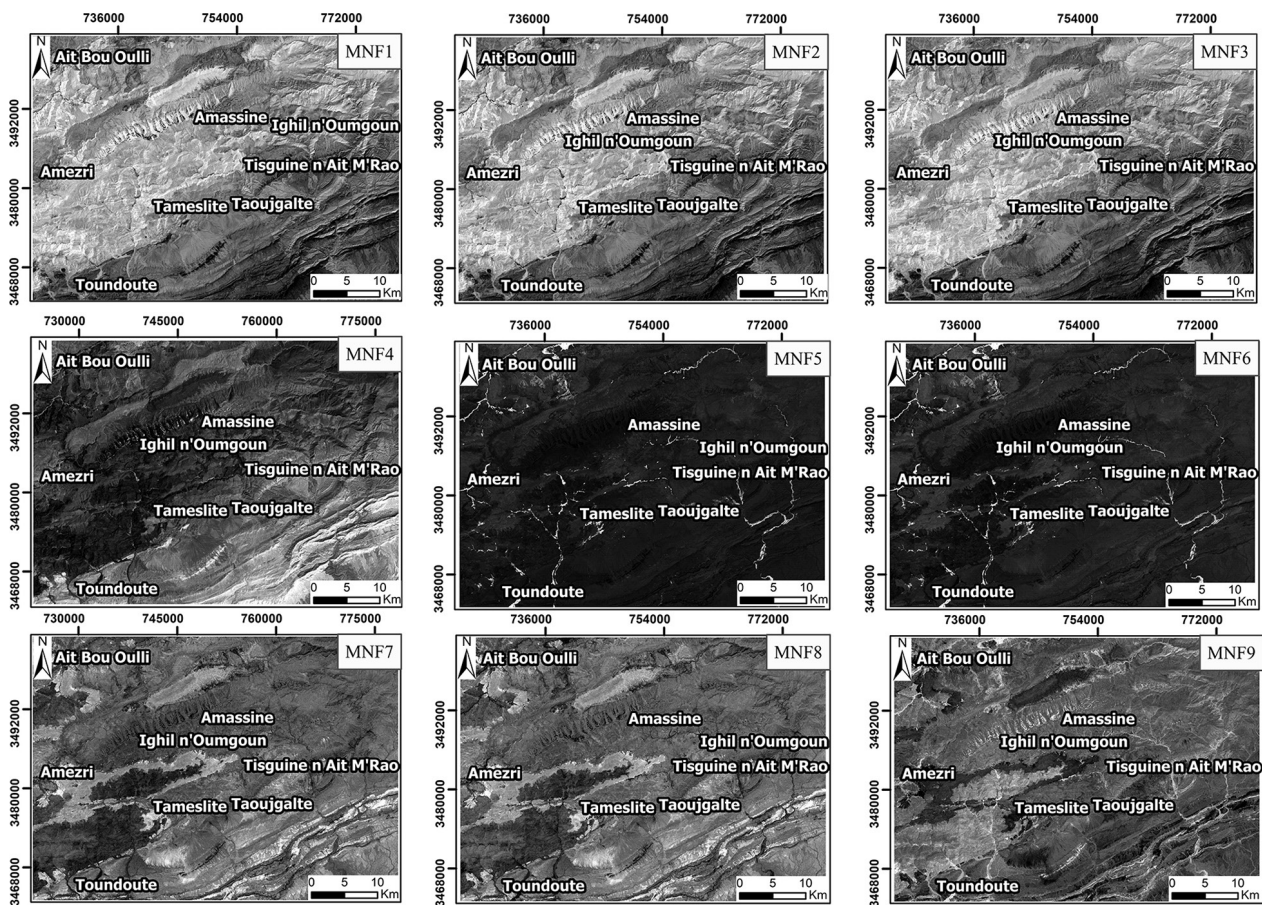 736000 754000 772000
N
Ait Bou Oulli
MNF1
3492000
Amassine
Ighil n'Oumgoun
Amezri
Tisguine n Ait M'Rao
3480000
Tameslite Taoujgalte
3468000
Toundoute
0 5 10
Km
736000 754000 772000
N
Ait Bou Oulli
MNF2
3492000
Amassine
Ighil n'Oumgoun
Amezri
Tisguine n Ait M'Rao
3480000
Tameslite Taoujgalte
3468000
Toundoute
0 5 10
Km
736000 754000 772000
N
Ait Bou Oulli
MNF3
3492000
Amassine
Ighil n'Oumgoun
Amezri
Tisguine n Ait M'Rao
3480000
Tameslite Taoujgalte
3468000
Toundoute
0 5 10
Km
730000 745000 760000 775000
N
Ait Bou Oulli
MNF4
3492000
Amassine
Ighil n'Oumgoun
Amezri
Tisguine n Ait M'Rao
3480000
Tameslite Taoujgalte
3468000
Toundoute
0 5 10
Km
736000 754000 772000
N
Ait Bou Oulli
MNF5
3492000
Amassine
Ighil n'Oumgoun
Amezri
Tisguine n Ait M'Rao
3480000
Tameslite Taoujgalte
3468000
Toundoute
0 5 10
Km
736000 754000 772000
N
Ait Bou Oulli
MNF6
3492000
Amassine
Ighil n'Oumgoun
Amezri
Tisguine n Ait M'Rao
3480000
Tameslite Taoujgalte
3468000
Toundoute
0 5 10
Km
730000 745000 760000 775000
N
Ait Bou Oulli
MNF7
3492000
Amassine
Ighil n'Oumgoun
Amezri
Tisguine n Ait M'Rao
3480000
Tameslite Taoujgalte
3468000
Toundoute
0 5 10
Km
736000 754000 772000
N
Ait Bou Oulli
MNF8
3492000
Amassine
Ighil n'Oumgoun
Amezri
Tisguine n Ait M'Rao
3480000
Tameslite Taoujgalte
3468000
Toundoute
0 5 10
Km
736000 754000 772000
N
Ait Bou Oulli
MNF9
3492000
Amassine
Ighil n'Oumgoun
Amezri
Tisguine n Ait M'Rao
3480000
Tameslite Taoujgalte
3468000
Toundoute
0 5 10
Km